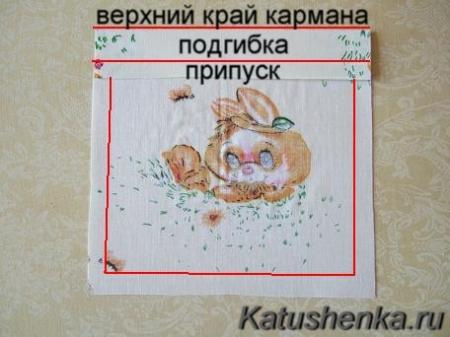 верхний край кармана
подгибка
припуск
Katushenka.ru